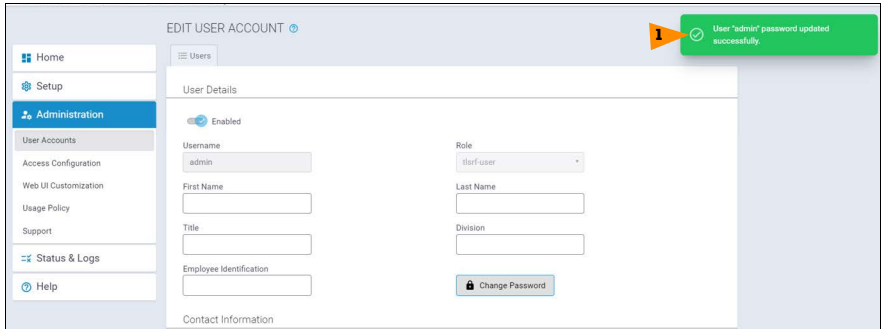 EDIT USER ACCOUNT
1
User "admin" password updated
successfully.
Home
Users
Setup
User Details
Administration
Enabled
User Accounts
Username
Role
Access Configuration
admin
tlsrf-user
Web UI Customization
First Name
Last Name
Usage Policy
Support
Title
Division
Status & Logs
Employee Identification
Help
Change Password
Contact Information